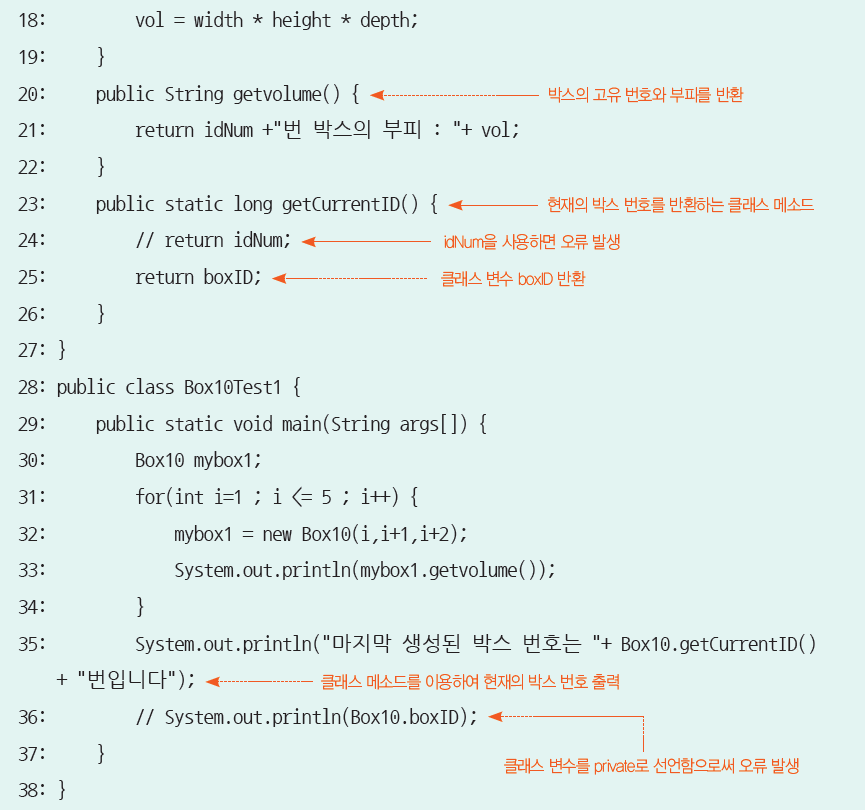 18:         vol = width * height * depth;
19:     }
20:     public String getvolume() { 박스의 고유 번호와 부피를 반환
21:         return idNum +"번 박스의 부피 : "+ vol;
22:     }
23:     public static long getCurrentID() { 현재의 박스 번호를 반환하는 클래스 메소드
24:         // return idNum; idNum을 사용하면 오류 발생
25:         return boxID; 클래스 변수 boxID 반환
26:     }
27: }
28: public class Box10Test1 {
29:     public static void main(String args[]) {
30:         Box10 mybox1;
31:         for(int i=1 ; i <= 5 ; i++) {
32:             mybox1 = new Box10(i,i+1,i+2);
33:             System.out.println(mybox1.getvolume());
34:         }
35:         System.out.println("마지막 생성된 박스 번호는 "+ Box10.getCurrentID()
+ "번입니다"); 클래스 메소드를 이용하여 현재의 박스 번호 출력
36:         // System.out.println(Box10.boxID);
37:     }
클래스 변수를 private로 선언함으로써 오류 발생
38: }